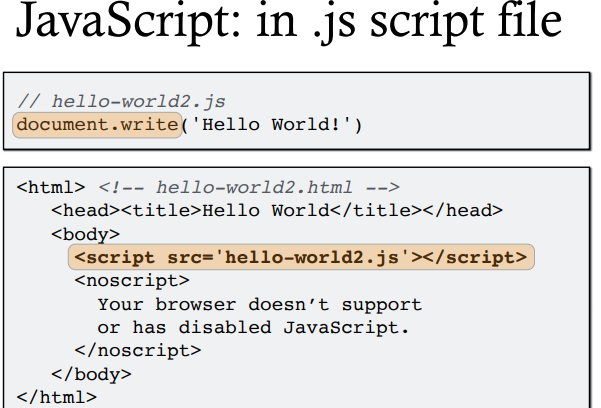 JavaScript: in .js script file
// hello-world2.js
document.write('Hello World!')
<html> <!-- hello-world2.html -->
<head><title>Hello World</title></head>
<body>
<script src='hello-world2.js'></script>
<noscript>
Your browser doesn’t support
or has disabled JavaScript.
</noscript>
</body>
</html>